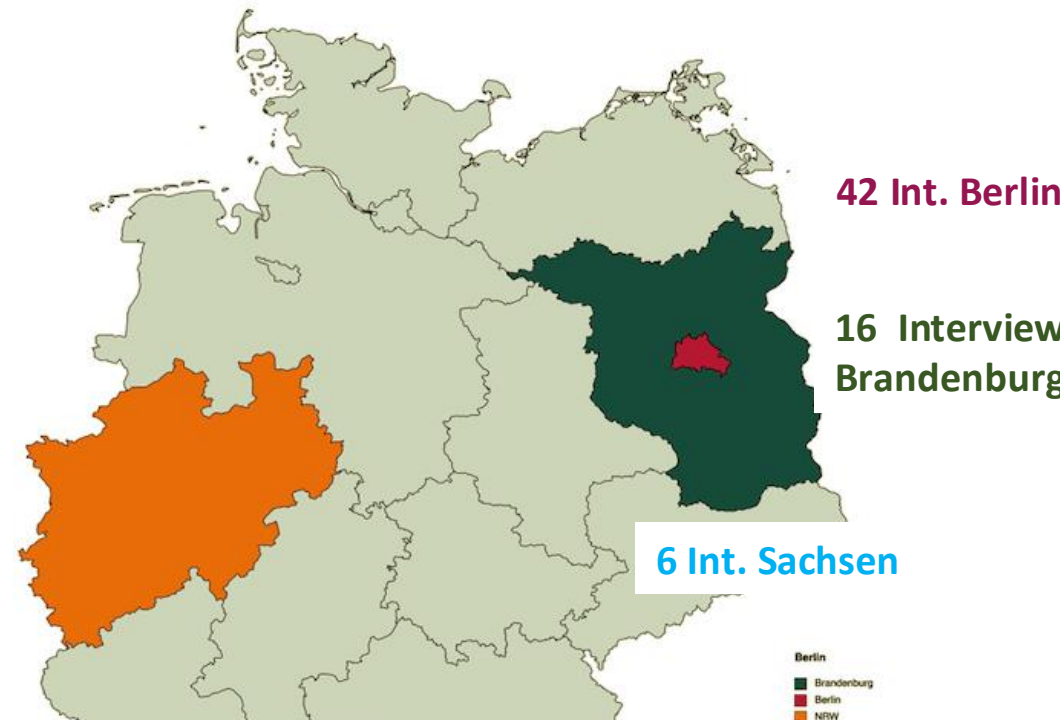 42 Int. Berlin
16 Interview
Brandenburg
6 Int. Sachsen
Berlin
Brandenburg
Berlin
NRW